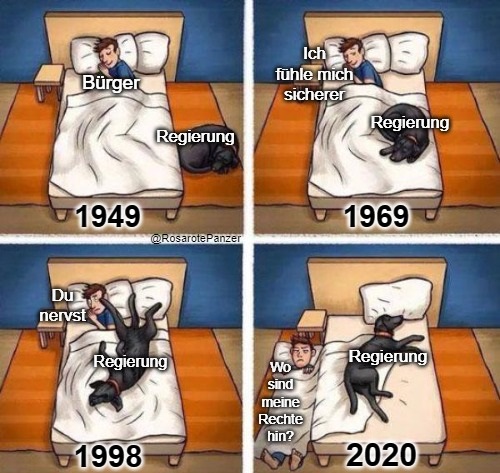 Bürger
Regierung
1949
Ich
fühle mich
sicherer
Regierung
1969
@RosarotePanzer
Du
nervst
Regierung
1998
Wo
sind
meine
Rechte
hin?
Regierung
2020